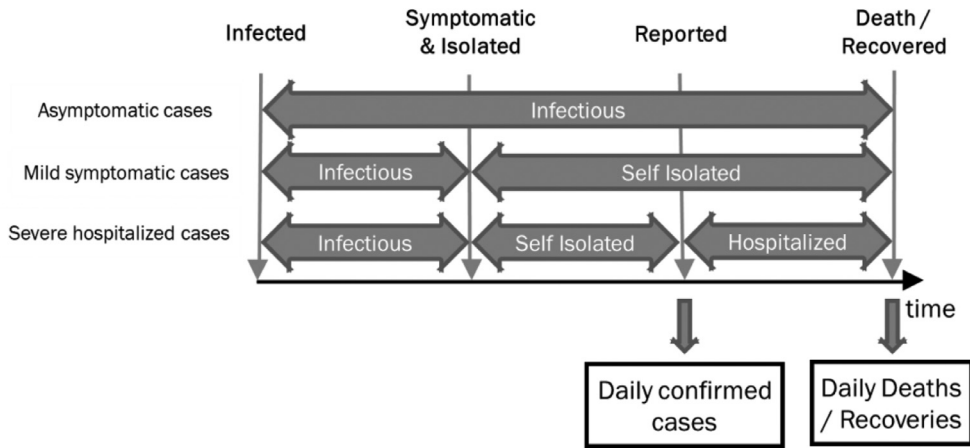 Infected
Symptomatic
& Isolated
Reported
Death /
Recovered
Asymptomatic cases
Infectious
Mild symptomatic cases
Infectious
Self Isolated
Severe hospitalized cases
Infectious
Self Isolated
Hospitalized
time
Daily confirmed
cases
Daily Deaths
/ Recoveries